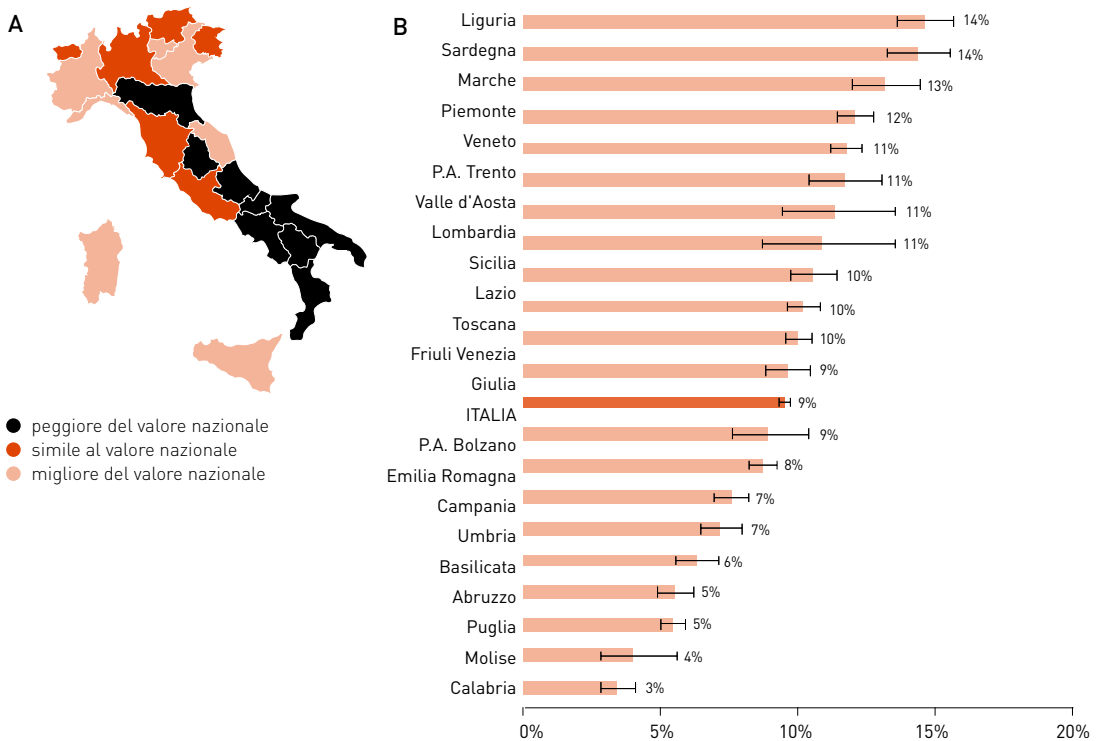 A
peggiore del valore nazionale
simile al valore nazionale
migliore del valore nazionale
B
Liguria 14%
Sardegna 14%
Marche 13%
Piemonte 12%
Veneto 11%
P.A. Trento 11%
Valle d'Aosta 11%
Lombardia 11%
Sicilia 10%
Lazio 10%
Toscana 10%
Friuli Venezia
Giulia 9%
ITALIA 9%
P.A. Bolzano 9%
Emilia Romagna 8%
Campania 7%
Umbria 7%
Basilicata 6%
Abruzzo 5%
Puglia 5%
Molise 4%
Calabria 3%
0% 5% 10% 15% 20%